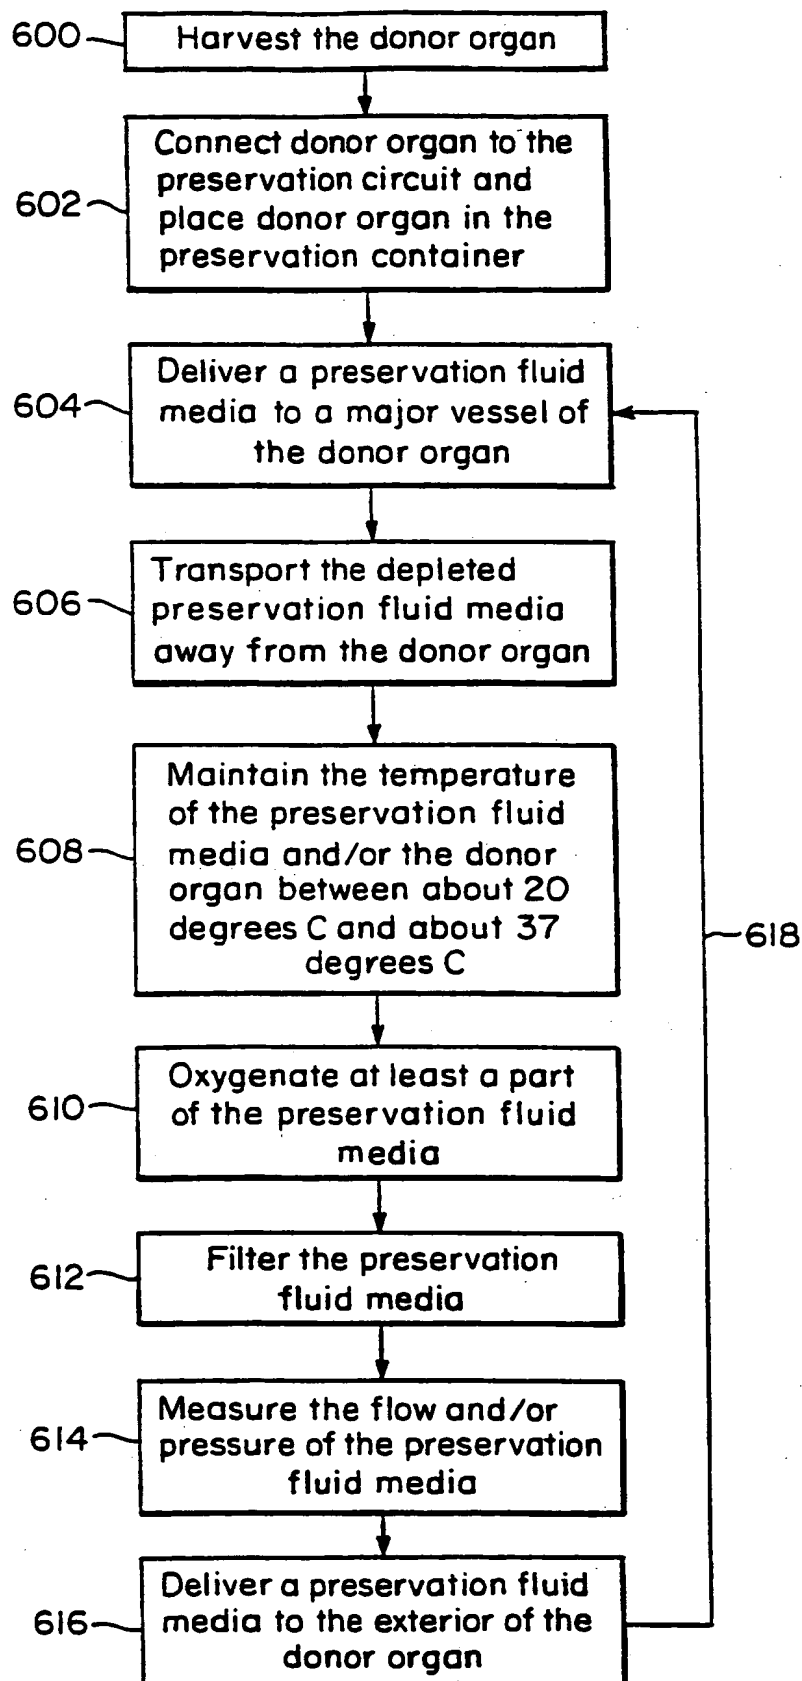 600
Harvest the donor organ
602
Connect donor organ to the
preservation circuit and
place donor organ in the
preservation container
604
Deliver a preservation fluid
media to a major vessel of
the donor organ
606
Transport the depleted
preservation fluid media
away from the donor organ
608
Maintain the temperature
of the preservation fluid
media and/or the donor
organ between about 20
degrees C and about 37
degrees C
618
610
Oxygenate at least a part
of the preservation fluid
media
612
Filter the preservation
fluid media
614
Measure the flow and/or
pressure of the preservation
fluid media
616
Deliver a preservation fluid
media to the exterior of the
donor organ